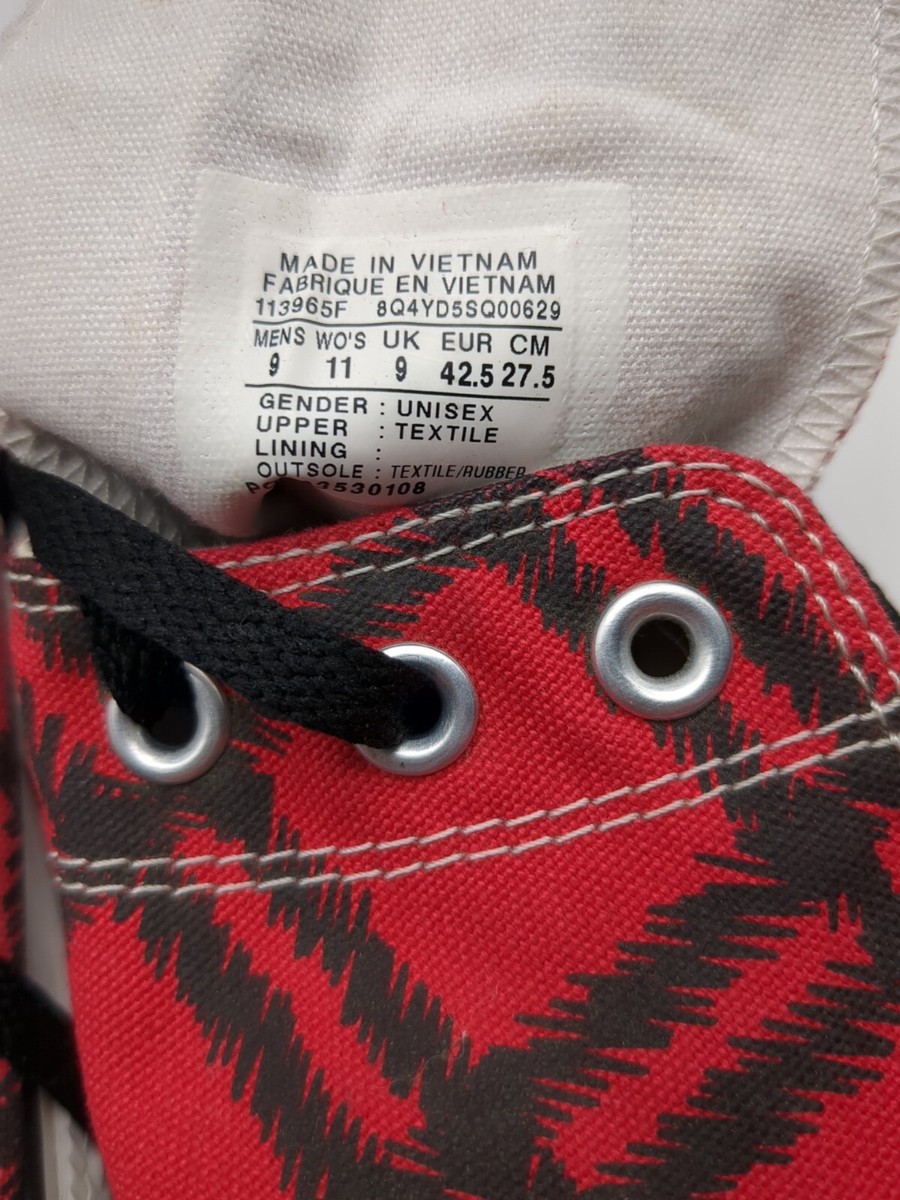 MADE IN VIETNAM
FABRIQUE EN VIETNAM
113965F 8Q4YD5SQ00629
MENS WO'S UK EUR CM
9 11 9 42.5 27.5
GENDER : UNISEX
UPPER : TEXTILE
LINING :
OUTSOLE : TEXTILE/RUBBER